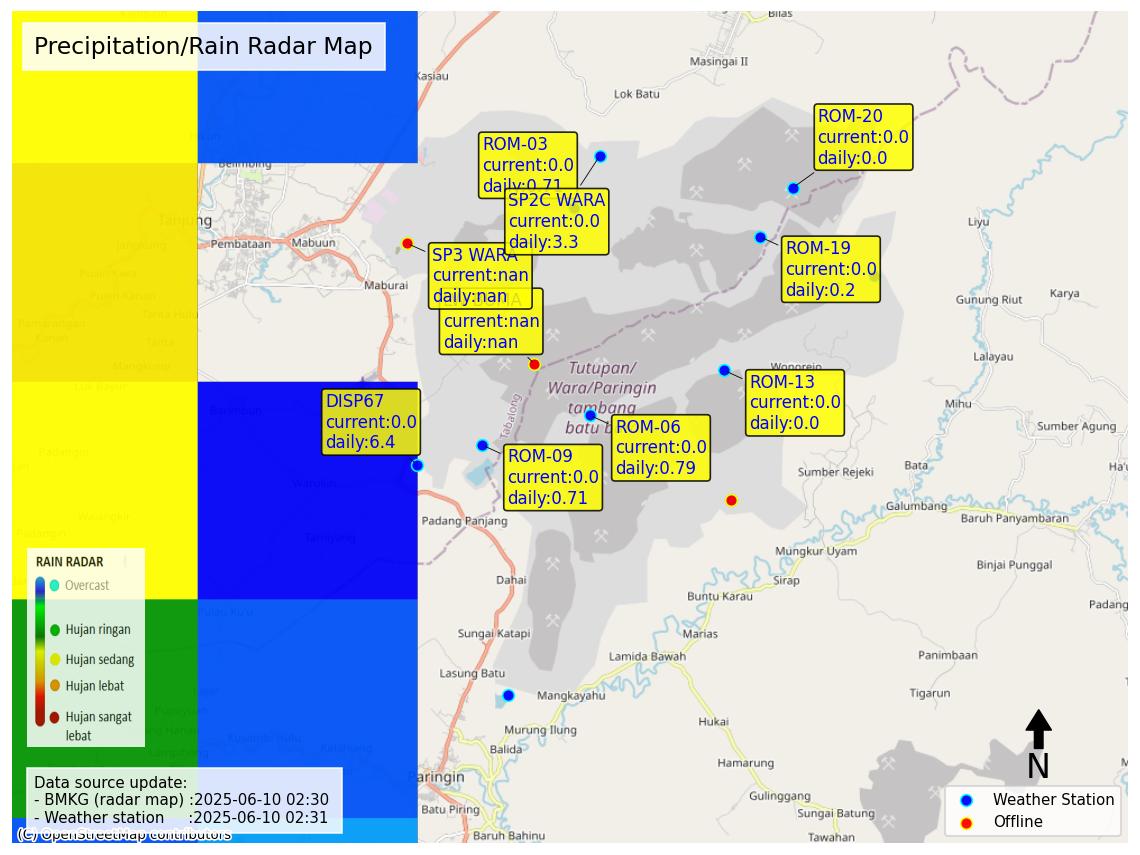 Precipitation/Rain Radar Map
Bilas
Masingai II
Kasiau
Lok Batu
ROM-20
current:0.0
daily:0.0
ROM-03
current:0.0
daily:0.71
SP2C WARA
current:0.0
daily:3.3
Belimbing
Tanjung
Pembataan
Mabuun
Maburai
SP3 WARA
current:nan
daily:nan
current:nan
daily:nan
ROM-19
current:0.0
daily:0.2
Liyu
Gunung Riut
Karya
Lalayau
Wonorejo
Tutupan/
Wara/Paringin
tambang
batu b
Tabalong
ROM-13
current:0.0
daily:0.0
DISP67
current:0.0
daily:6.4
ROM-06
current:0.0
daily:0.79
ROM-09
current:0.0
daily:0.71
Mihu
Sumber Agung
Bata
Ha'u
Sumber Rejeki
Galumbang
Baruh Panyambaran
Padang Panjang
Mungkur Uyam
Binjai Punggal
Dahai
Sirap
Buntu Karau
Padang
Sungai Katapi
Marias
Lamida Bawah
Panimbaan
Lasung Batu
Tigarun
Mangkayahu
Murung Ilung
Hukai
Balida
Hamarung
Paringin
Gulinggang
Batu Piring
Sungai Batung
Baruh Bahinu
Tawahan
RAIN RADAR
Overcast
Hujan ringan
Hujan sedang
Hujan lebat
Hujan sangat
lebat
Data source update:
- BMKG (radar map) :2025-06-10 02:30
- Weather station :2025-06-10 02:31
(C) OpenStreetMap contributors
N
Weather Station
Offline